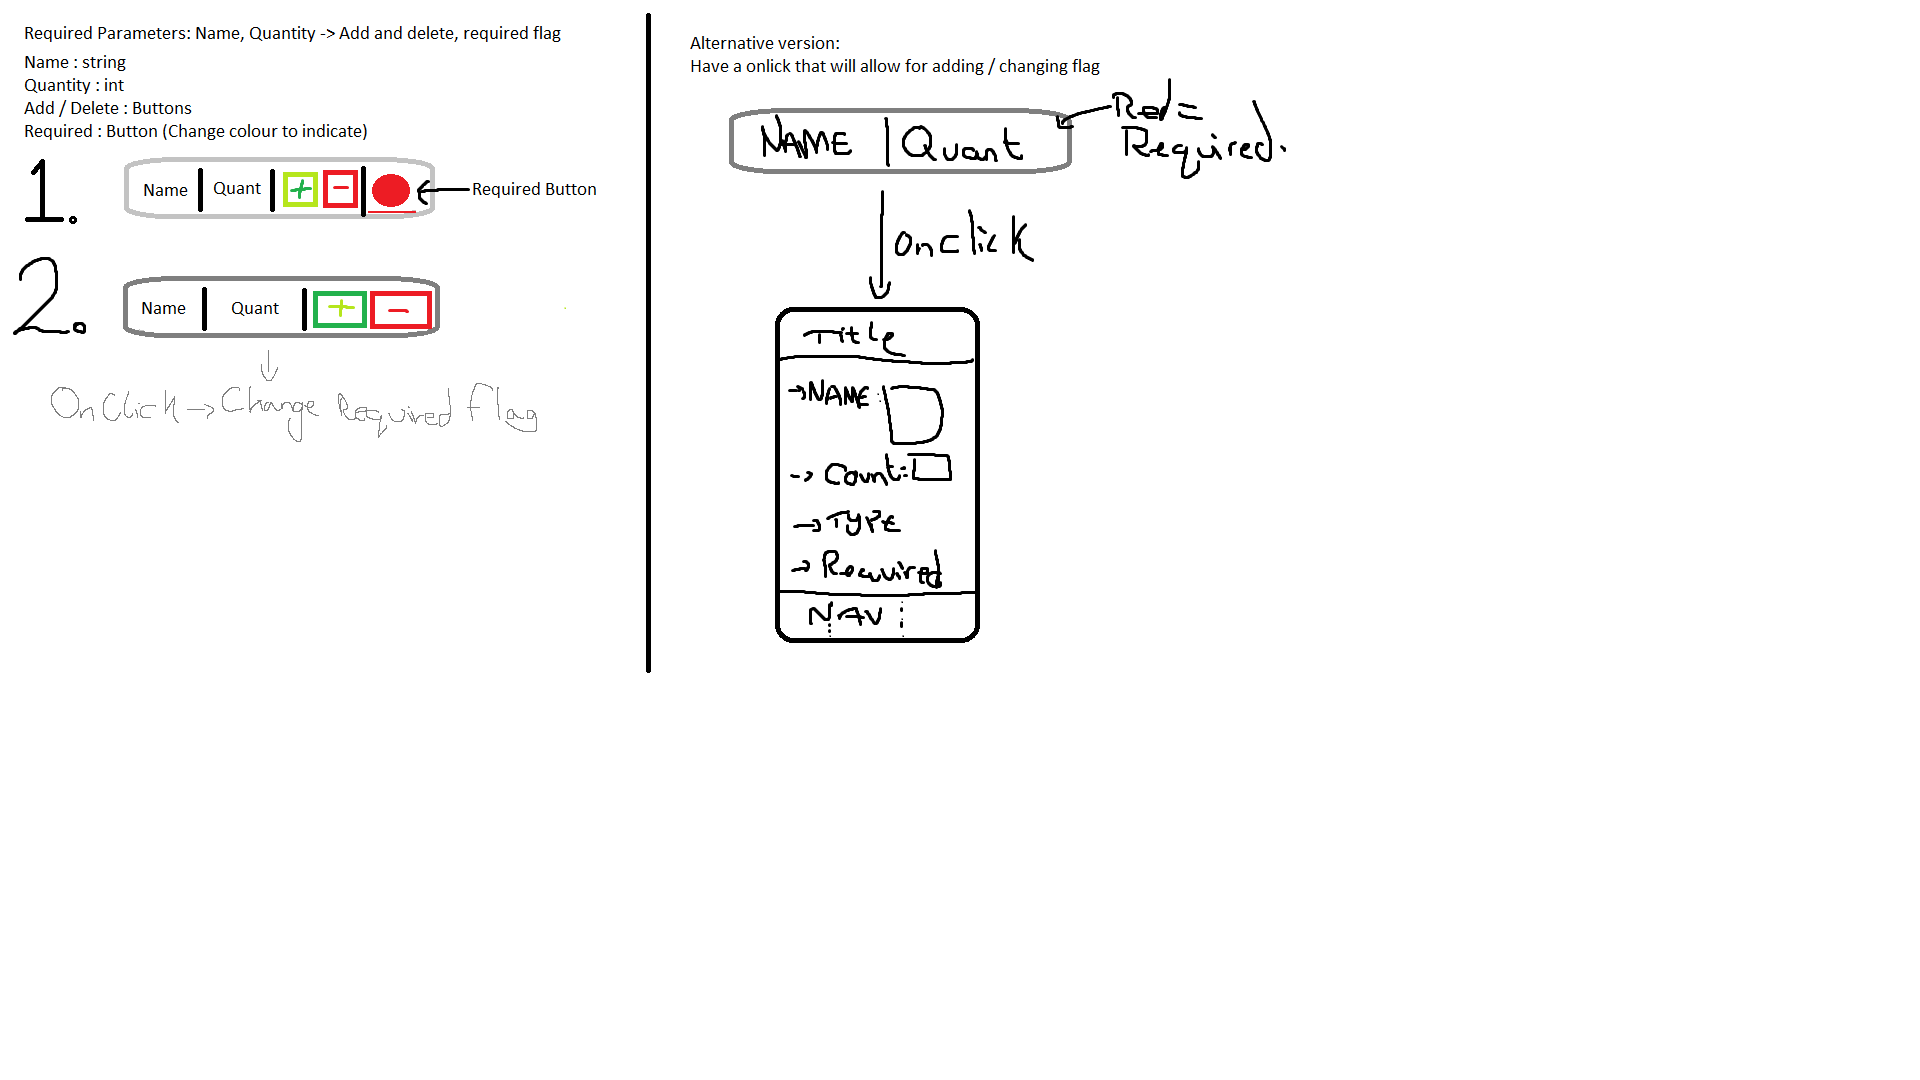 Required Parameters: Name, Quantity -> Add and delete, required flag
Name : string
Quantity : int
Add / Delete : Buttons
Required : Button (Change colour to indicate)
1.
Name | Quant | + - Required Button
2.
Name | Quant | + -
OnClick -> Change Required Flag
Alternative version:
Have a onlick that will allow for adding / changing flag
NAME | Quant
Red =
Required.
onclick
Title
-> NAME :
-> Count:
-> TYPE
-> Required
NAV